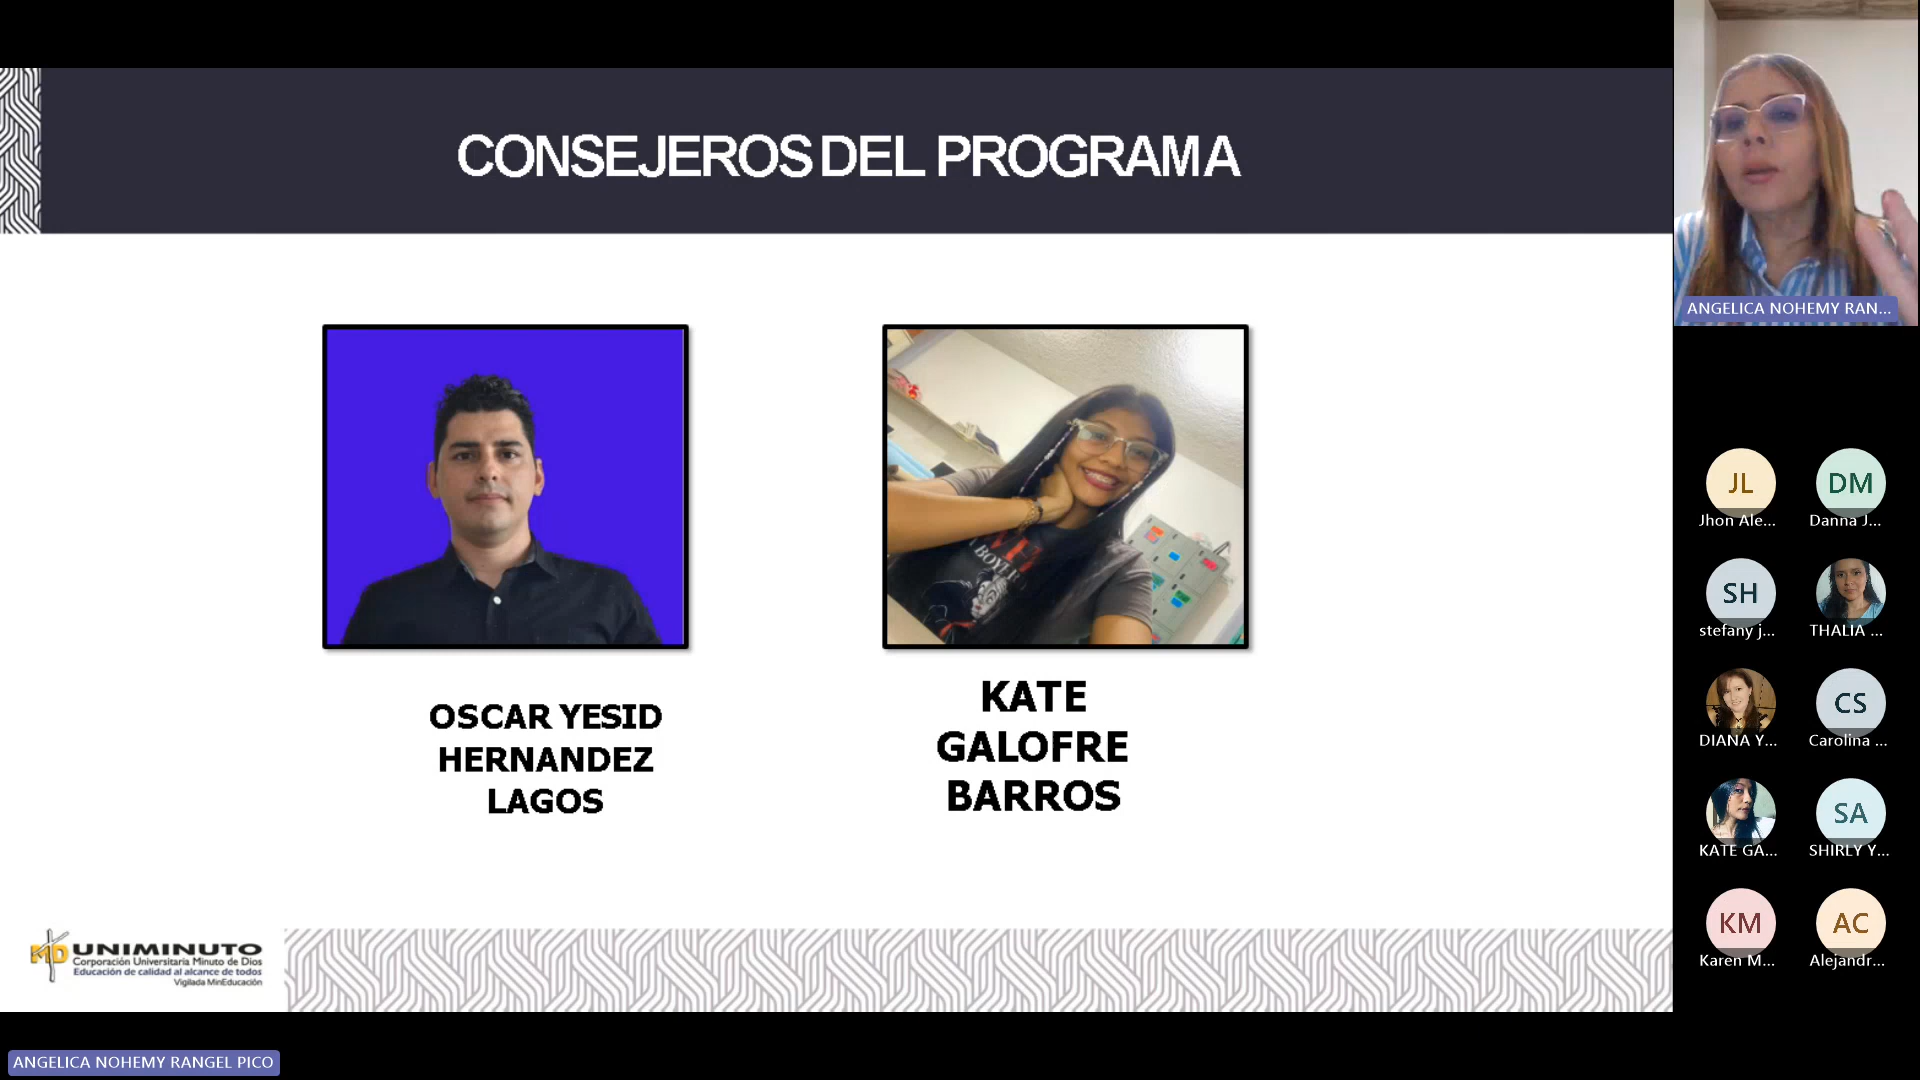 CONSEJEROS DEL PROGRAMA
OSCAR YESID
HERNANDEZ
LAGOS
KATE
GALOFRE
BARROS
MD UNIMINUTO
Corporación Universitaria Minuto de Dios
Educación de calidad al alcance de todos
Vigilada MinEducación
ANGELICA NOHEMY RANGEL PICO
ANGELICA NOHEMY RAN...
JL
Jhon Ale...
DM
Danna J...
SH
stefany j...
THALIA ...
DIANA Y...
CS
Carolina ...
KATE GA...
SA
SHIRLY Y...
KM
Karen M...
AC
Alejandr...